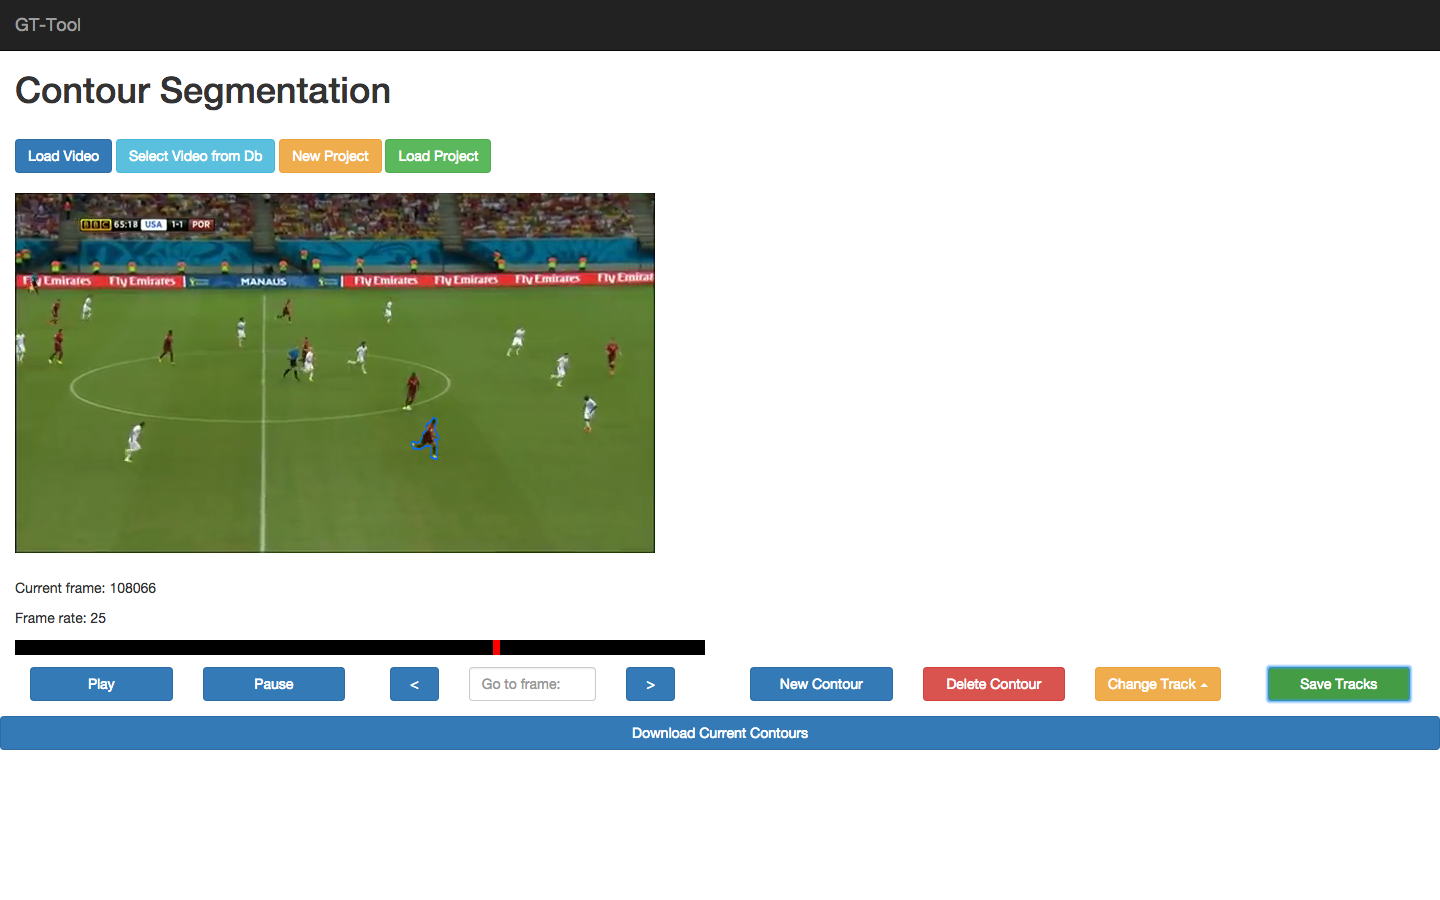 GT-Tool
Contour Segmentation
Load Video Select Video from Db New Project Load Project
BBC 65:18 USA 1-1 POR
Fly Emirates Fly Emirates MANAUS Fly Emirates Fly Emirates Fly Emirates Fly Emirat
Current frame: 108066
Frame rate: 25
Play Pause < Go to frame: > New Contour Delete Contour Change Track Save Tracks
Download Current Contours